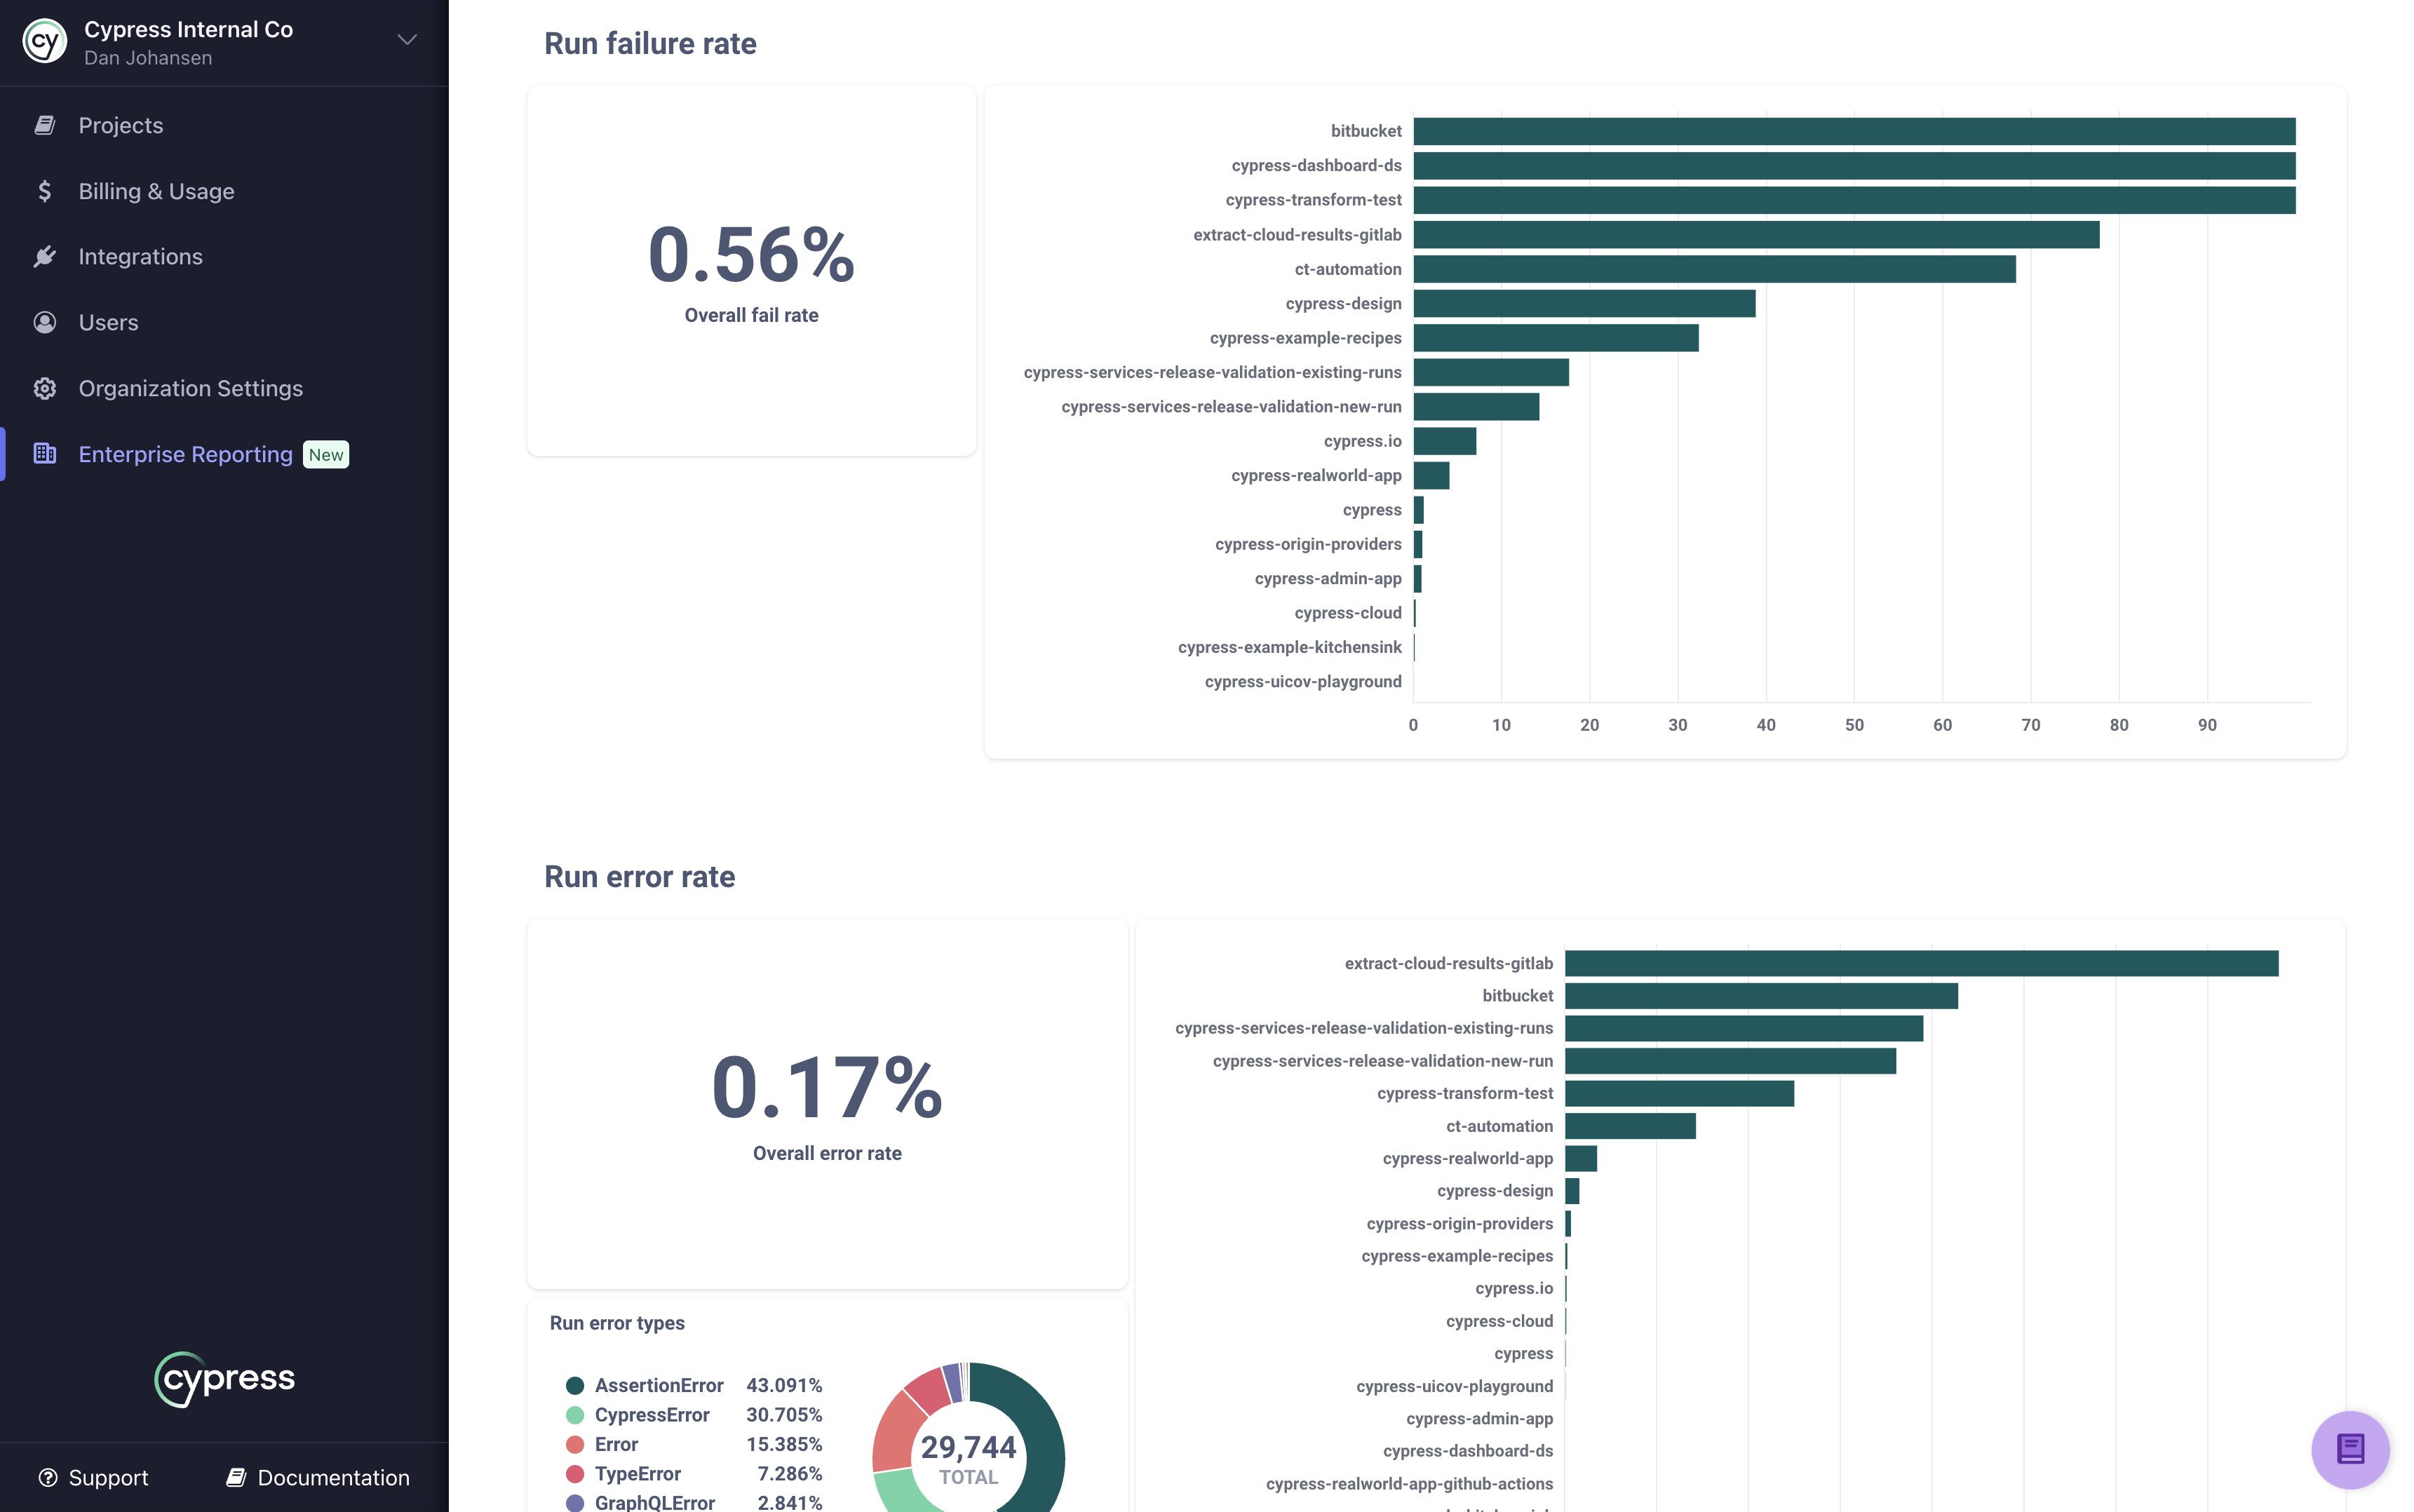 cy
Cypress Internal Co
Dan Johansen
Projects
Billing & Usage
Integrations
Users
Organization Settings
Enterprise Reporting New
cypress
Support
Documentation
Run failure rate
0.56%
Overall fail rate
bitbucket
cypress-dashboard-ds
cypress-transform-test
extract-cloud-results-gitlab
ct-automation
cypress-design
cypress-example-recipes
cypress-services-release-validation-existing-runs
cypress-services-release-validation-new-run
cypress.io
cypress-realworld-app
cypress
cypress-origin-providers
cypress-admin-app
cypress-cloud
cypress-example-kitchensink
cypress-uicov-playground
0 10 20 30 40 50 60 70 80 90
Run error rate
0.17%
Overall error rate
Run error types
AssertionError 43.091%
CypressError 30.705%
Error 15.385%
TypeError 7.286%
GraphQLError 2.841%
29,744
TOTAL
extract-cloud-results-gitlab
bitbucket
cypress-services-release-validation-existing-runs
cypress-services-release-validation-new-run
cypress-transform-test
ct-automation
cypress-realworld-app
cypress-design
cypress-origin-providers
cypress-example-recipes
cypress.io
cypress-cloud
cypress
cypress-uicov-playground
cypress-admin-app
cypress-dashboard-ds
cypress-realworld-app-github-actions